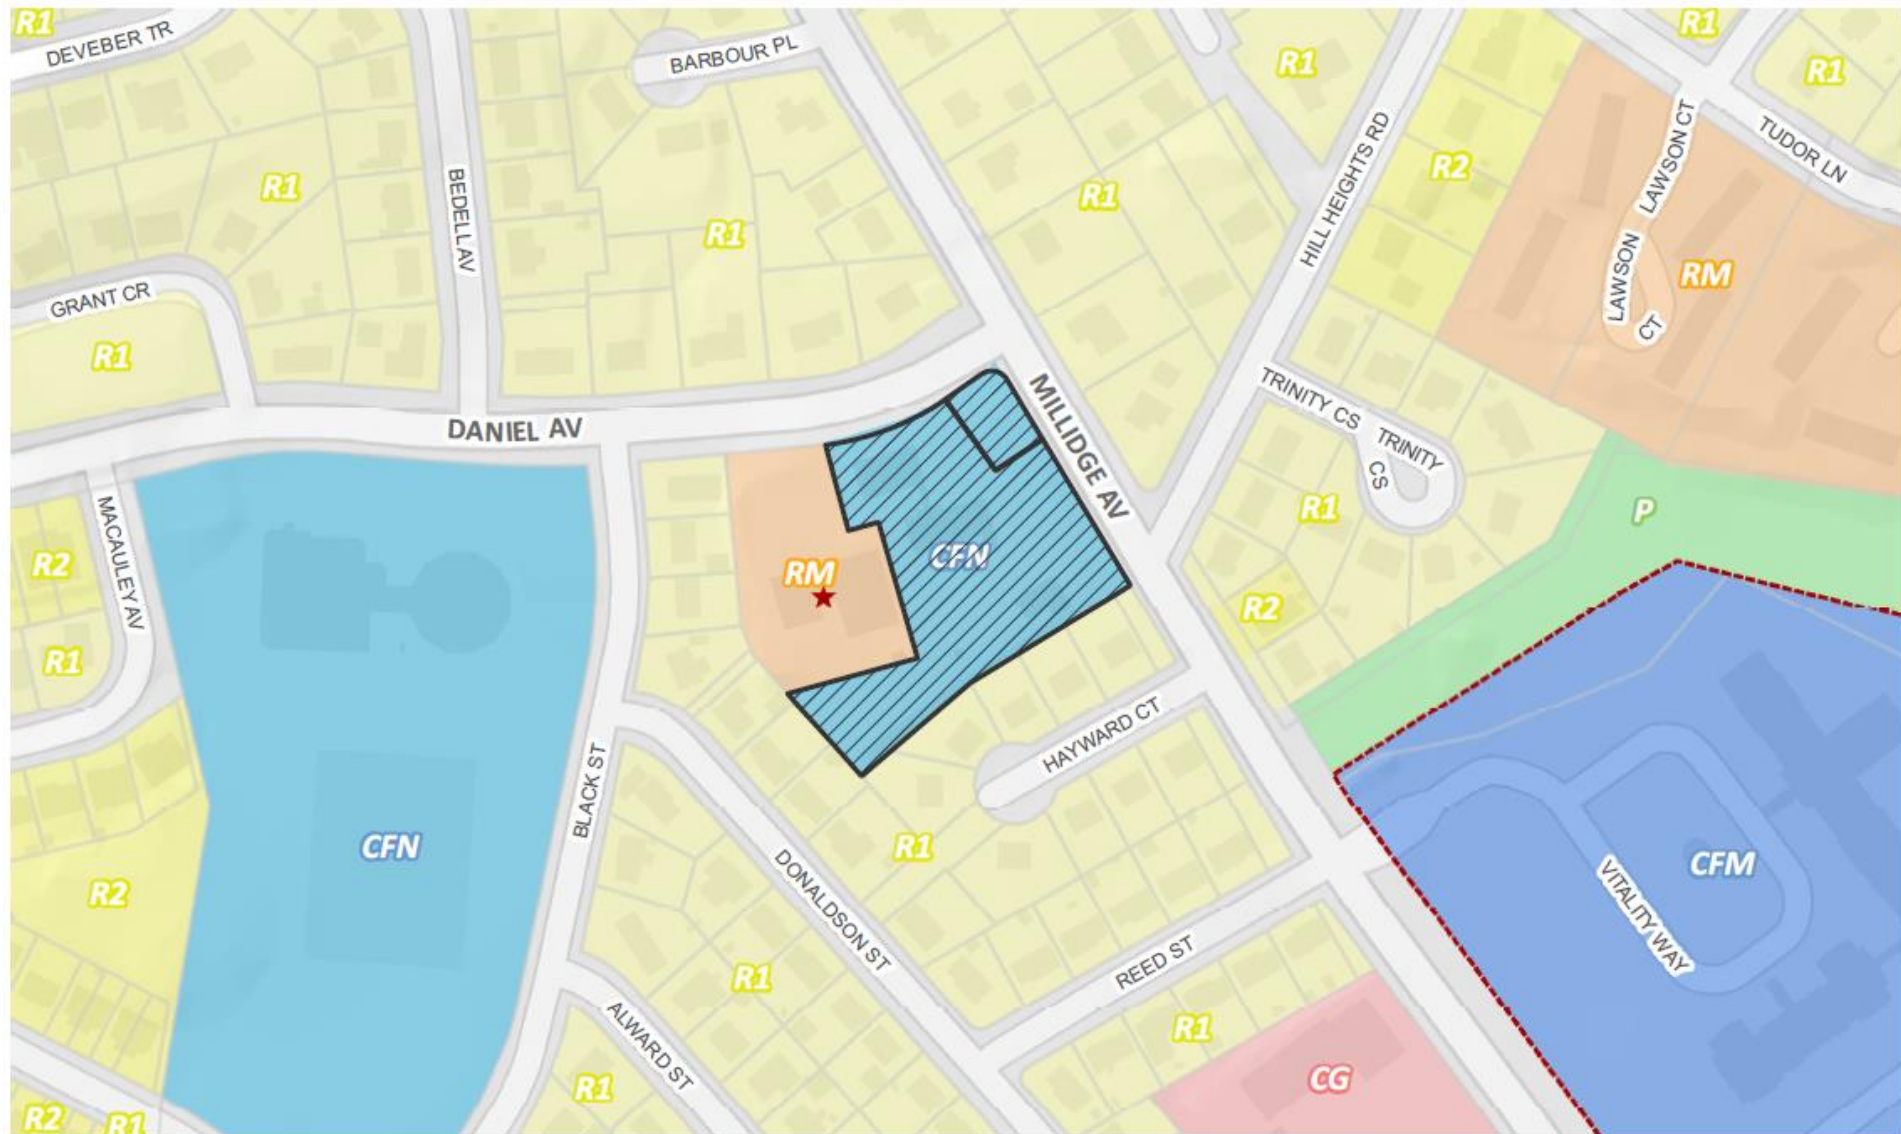 R1
DEVEBER TR
BARBOUR PL
R1
R1
R1
R1
R2
LAWSON CT
TUDOR LN
R1
BEDELL AV
R1
R1
HILL HEIGHTS RD
GRANT CR
R1
LAWSON
CT
RM
DANIEL AV
MILLIDGE AV
TRINITY CS
TRINITY
CS
MACAULEY AV
R2
R1
RM
CFN
R1
P
R2
HAYWARD CT
BLACK ST
CFN
R2
R1
DONALDSON ST
VITALITY WAY
CFM
REED ST
R1
ALWARD ST
R1
R1
CG
R2
R1